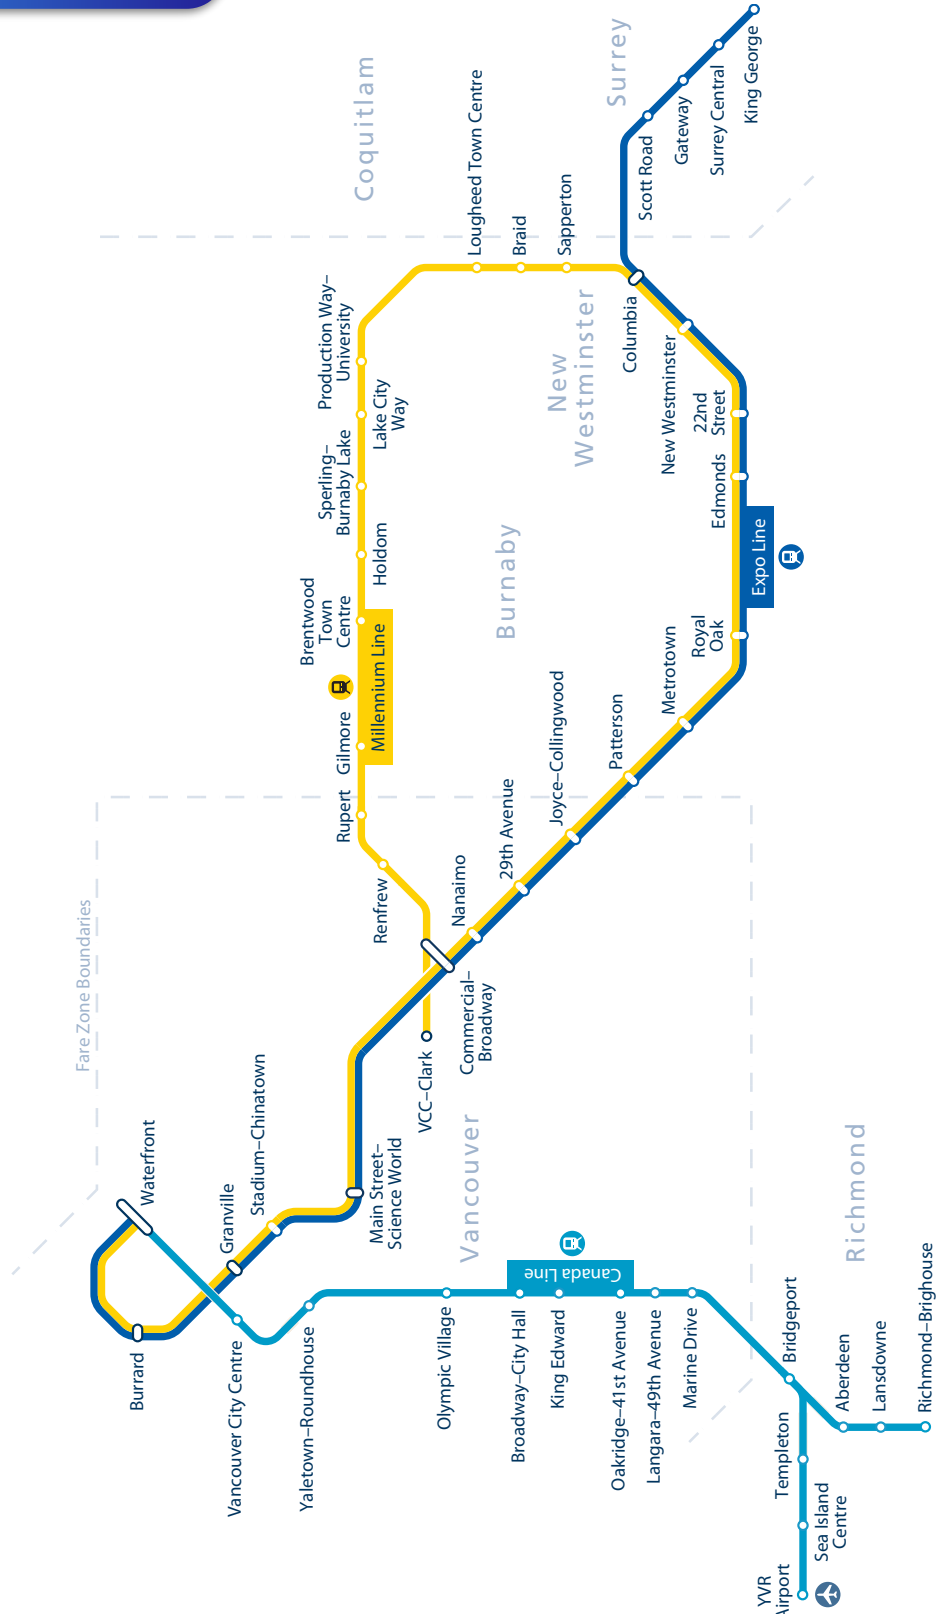 Fare Zone Boundaries
Coquitlam
Surrey
New
Westminster
Burnaby
Vancouver
Richmond
Waterfront
Burrard
Granville
Stadium–Chinatown
Main Street–
Science World
VCC–Clark
Commercial–
Broadway
Renfrew
Rupert
Gilmore
Millennium Line
Brentwood
Town
Centre
Holdom
Sperling–
Burnaby Lake
Lake City
Way
Production Way–
University
Lougheed Town Centre
Braid
Sapperton
Columbia
Scott Road
Gateway
Surrey Central
King George
New Westminster
22nd
Street
Edmonds
Expo Line
Royal
Oak
Metrotown
Patterson
Joyce–Collingwood
29th Avenue
Nanaimo
Vancouver City Centre
Yaletown–Roundhouse
Olympic Village
Canada Line
Broadway–City Hall
King Edward
Oakridge–41st Avenue
Langara–49th Avenue
Marine Drive
Bridgeport
Aberdeen
Lansdowne
Richmond–Brighouse
Templeton
Sea Island
Centre
YVR
Airport